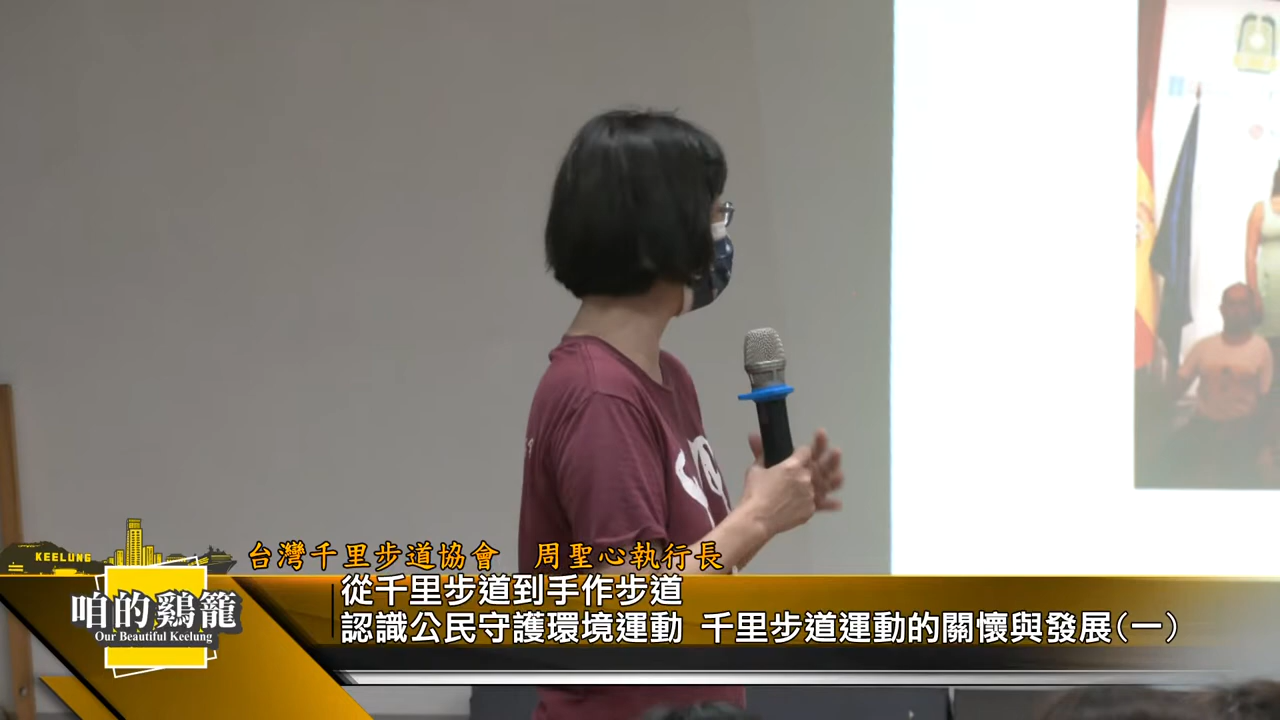 台灣千里步道協會 周聖心執行長
KEELUNG
從千里步道到手作步道
咱的鷄籠
Our Beautiful Keelung
認識公民守護環境運動 千里步道運動的關懷與發展(一)